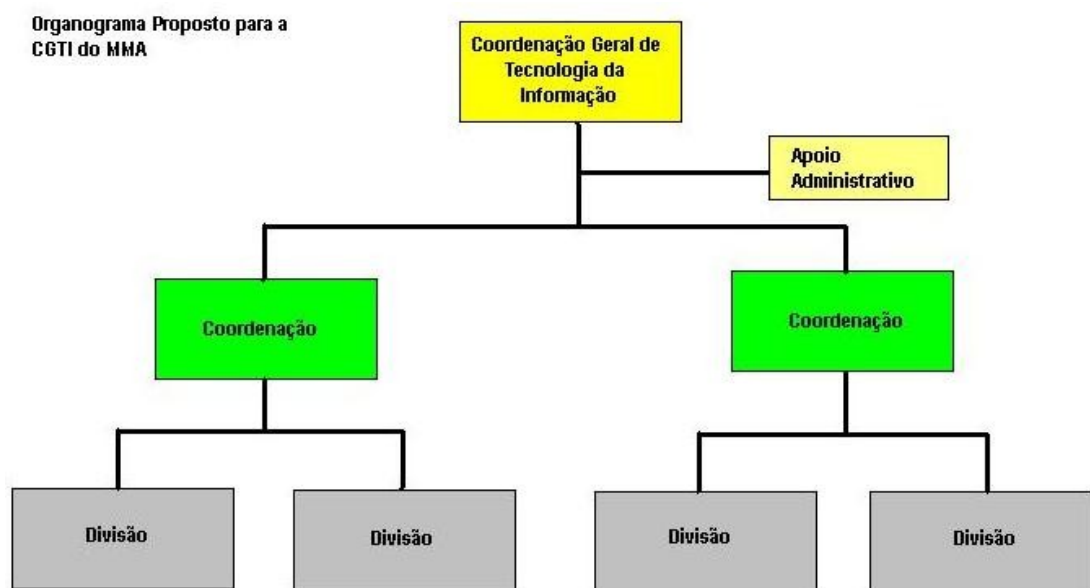 Organograma Proposto para a
CGTI do MMA
Coordenação Geral de
Tecnologia da
Informação
Apoio
Administrativo
Coordenação
Coordenação
Divisão
Divisão
Divisão
Divisão